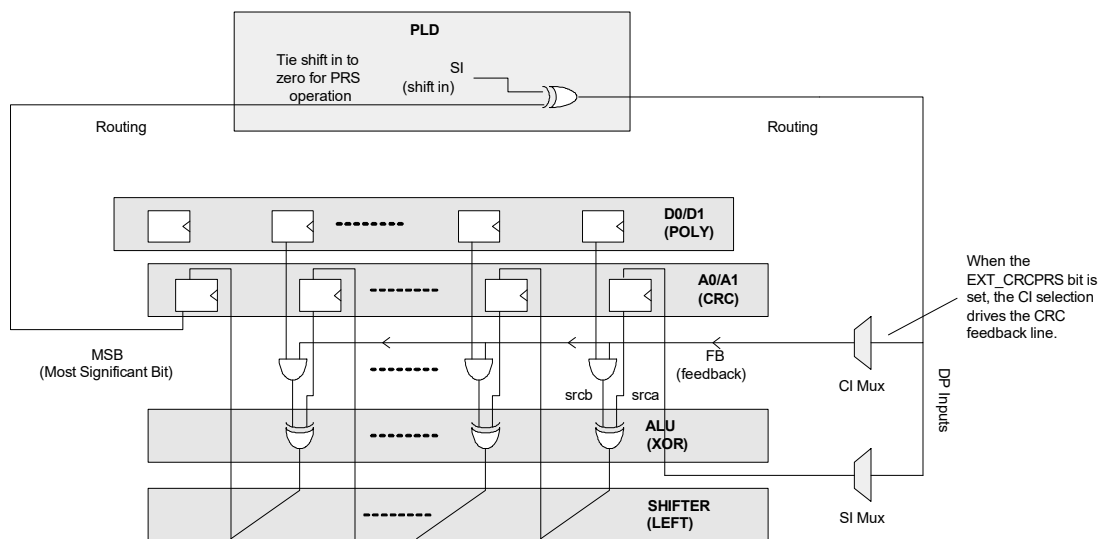 PLD
Tie shift in to
zero for PRS
operation
SI
(shift in)
Routing
Routing
D0/D1
(POLY)
A0/A1
(CRC)
When the
EXT_CRCPRS bit is
set, the CI selection
drives the CRC
feedback line.
MSB
(Most Significant Bit)
FB
(feedback)
CI Mux
DP Inputs
srcb
srca
ALU
(XOR)
SI Mux
SHIFTER
(LEFT)